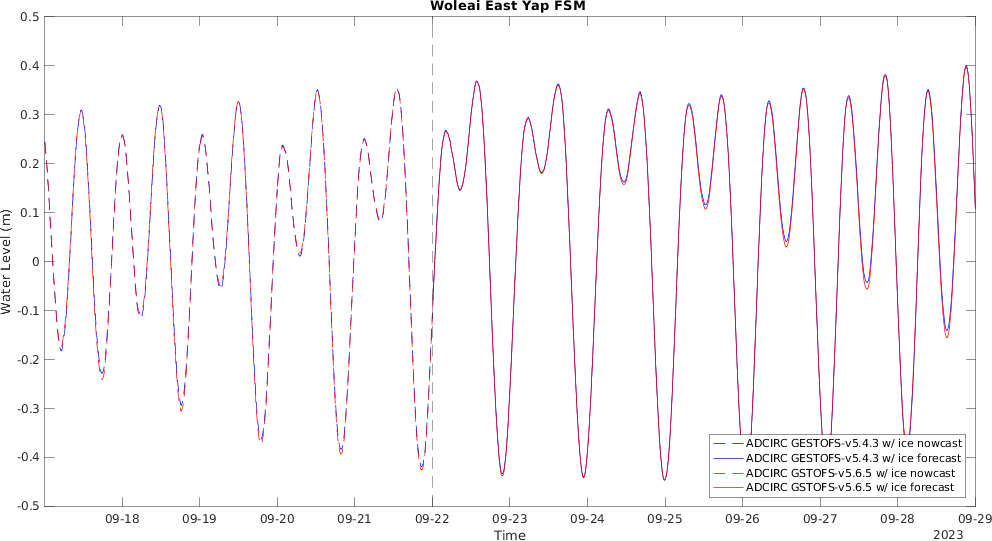 Woleai East Yap FSM
0.5
0.4
0.3
0.2
0.1
0
-0.1
-0.2
-0.3
-0.4
-0.5
Water Level (m)
ADCIRC GESTOFS-v5.4.3 w/ ice nowcast
ADCIRC GESTOFS-v5.4.3 w/ ice forecast
ADCIRC GSTOFS-v5.6.5 w/ ice nowcast
ADCIRC GSTOFS-v5.6.5 w/ ice forecast
09-18 09-19 09-20 09-21 09-22 09-23 09-24 09-25 09-26 09-27 09-28 09-29
Time
2023